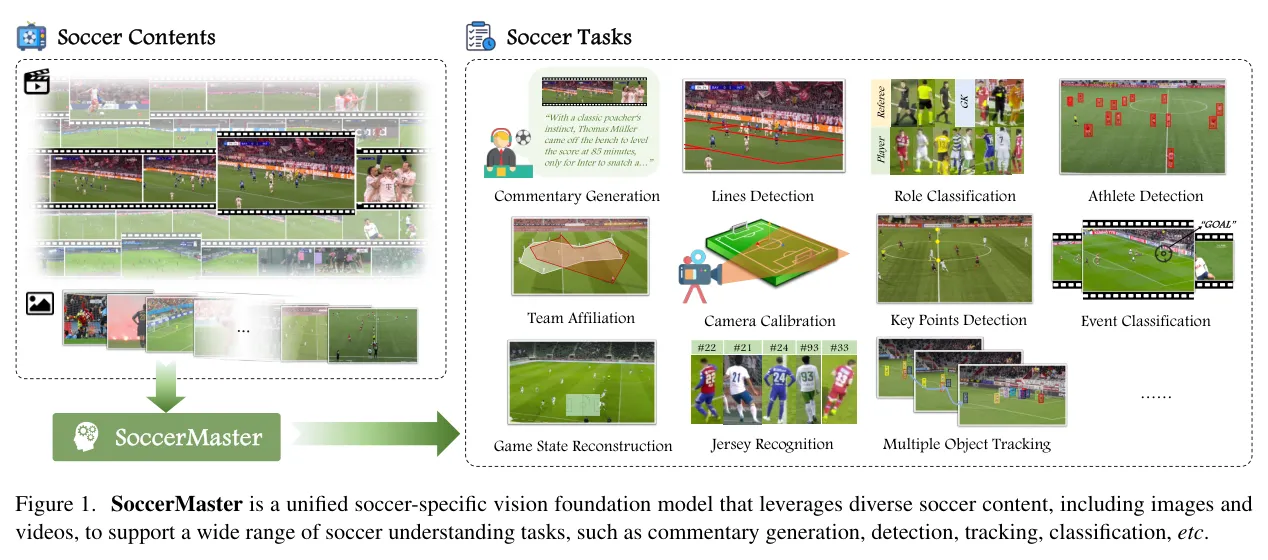 Soccer Contents
Soccer Tasks
"With a classic poacher's
instinct, Thomas Müller
came off the bench to level
the score at 85 minutes,
only for Inter to snatch a..."
Commentary Generation
Lines Detection
Referee
GK
Player
Role Classification
Athlete Detection
Team Affiliation
Camera Calibration
Key Points Detection
"GOAL"
Event Classification
...
Game State Reconstruction
#22 #21 #24 #93 #33
22
21
24
93
33
Jersey Recognition
Multiple Object Tracking
......
SoccerMaster
Figure 1. SoccerMaster is a unified soccer-specific vision foundation model that leverages diverse soccer content, including images and
videos, to support a wide range of soccer understanding tasks, such as commentary generation, detection, tracking, classification, etc.